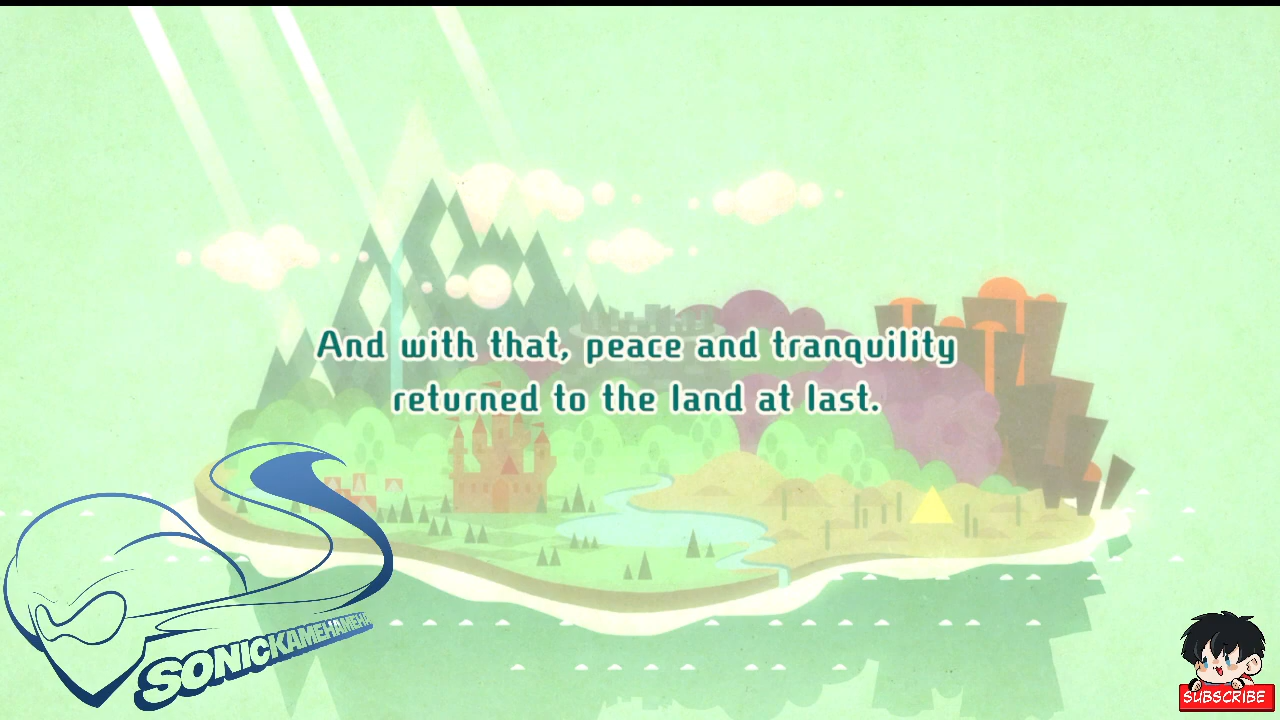 And with that, peace and tranquility
returned to the land at last.
SONICKAMEHAMEHA
SUBSCRIBE